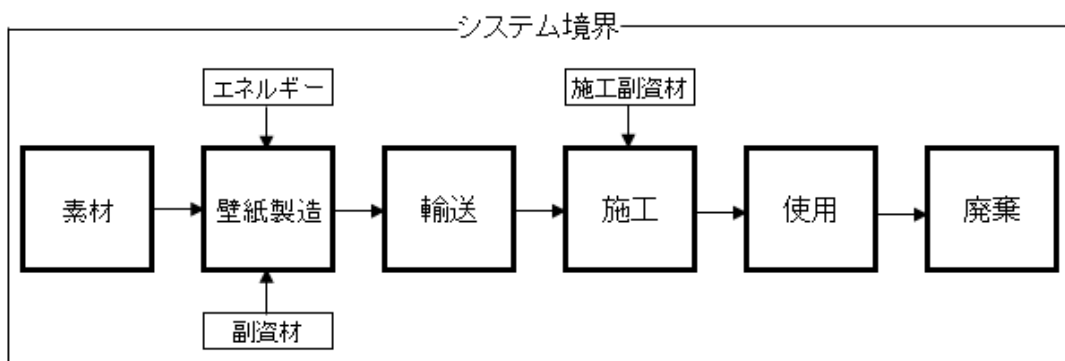 システム境界
エネルギー
施工副資材
素材
壁紙製造
輸送
施工
使用
廃棄
副資材